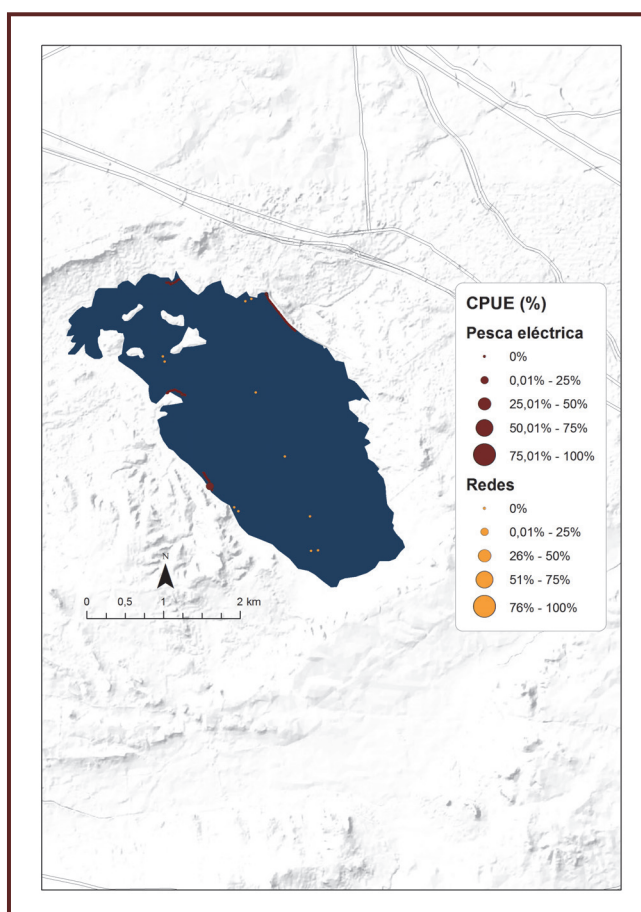 CPUE (%)
Pesca eléctrica
0%
0,01% - 25%
25,01% - 50%
50,01% - 75%
75,01% - 100%
Redes
0%
0,01% - 25%
26% - 50%
51% - 75%
76% - 100%
N
0 0,5 1 2 km